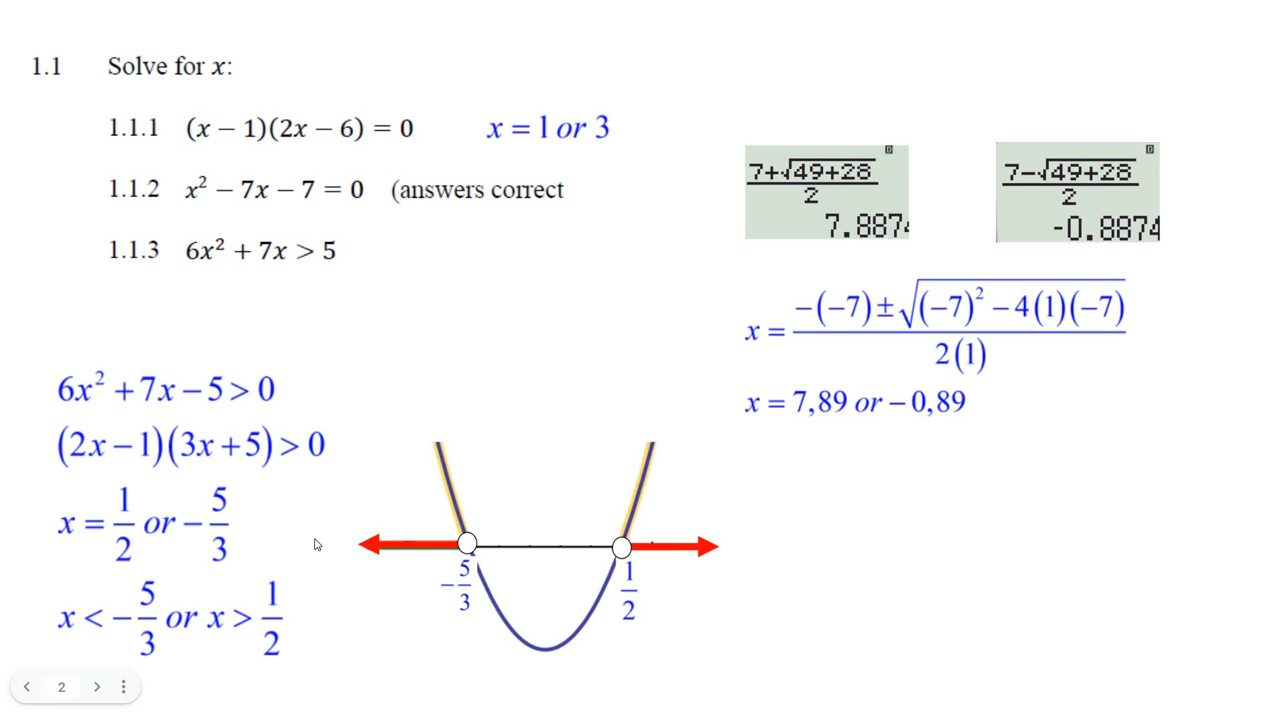 1.1 Solve for x:
1.1.1 (x − 1)(2x − 6) = 0 x = 1 or 3
1.1.2 x² − 7x − 7 = 0 (answers correct
1.1.3 6x² + 7x > 5
6x² + 7x − 5 > 0
(2x − 1)(3x + 5) > 0
x = 1/2 or − 5/3
x < − 5/3 or x > 1/2
− 5/3
1/2
D
7+√49+28
2
7.8874
D
7−√49+28
2
-0.8874
x = −(−7) ± √(−7)² − 4(1)(−7)
2(1)
x = 7,89 or − 0,89
2